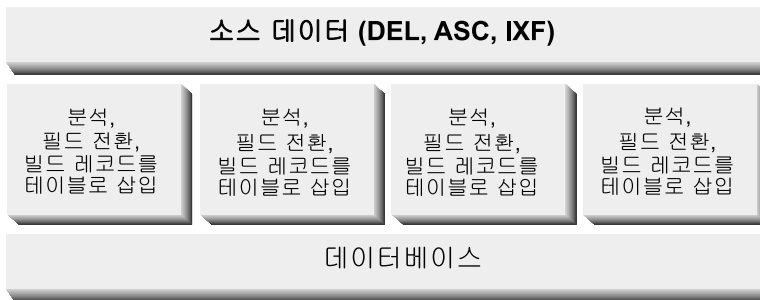 소스 데이터 (DEL, ASC, IXF)
분석,
필드 전환,
빌드 레코드를
테이블로 삽입
분석,
필드 전환,
빌드 레코드를
테이블로 삽입
분석,
필드 전환,
빌드 레코드를
테이블로 삽입
분석,
필드 전환,
빌드 레코드를
테이블로 삽입
데이터베이스